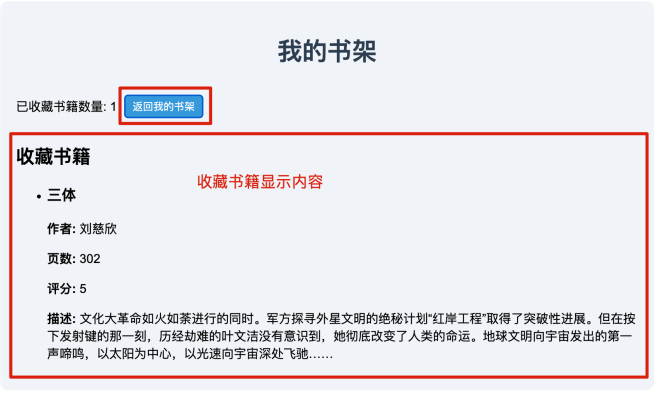 我的书架
已收藏书籍数量: 1 返回我的书架
收藏书籍
收藏书籍显示内容
• 三体
作者: 刘慈欣
页数: 302
评分: 5
描述: 文化大革命如火如荼进行的同时。军方探寻外星文明的绝秘计划“红岸工程”取得了突破性进展。但在按
下发射键的那一刻，历经劫难的叶文洁没有意识到，她彻底改变了人类的命运。地球文明向宇宙发出的第一
声啼鸣，以太阳为中心，以光速向宇宙深处飞驰……